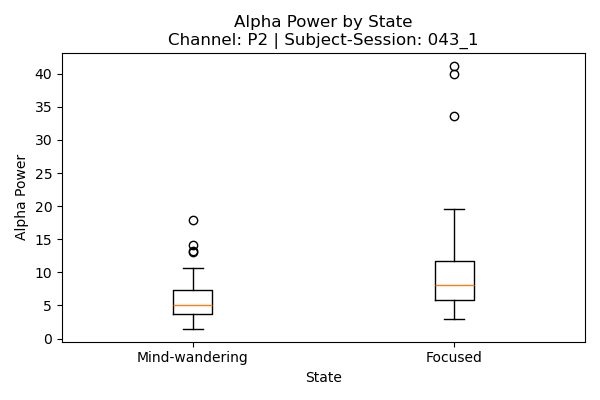 Alpha Power by State
Channel: P2 | Subject-Session: 043_1
Alpha Power
40
35
30
25
20
15
10
5
0
Mind-wandering
Focused
State